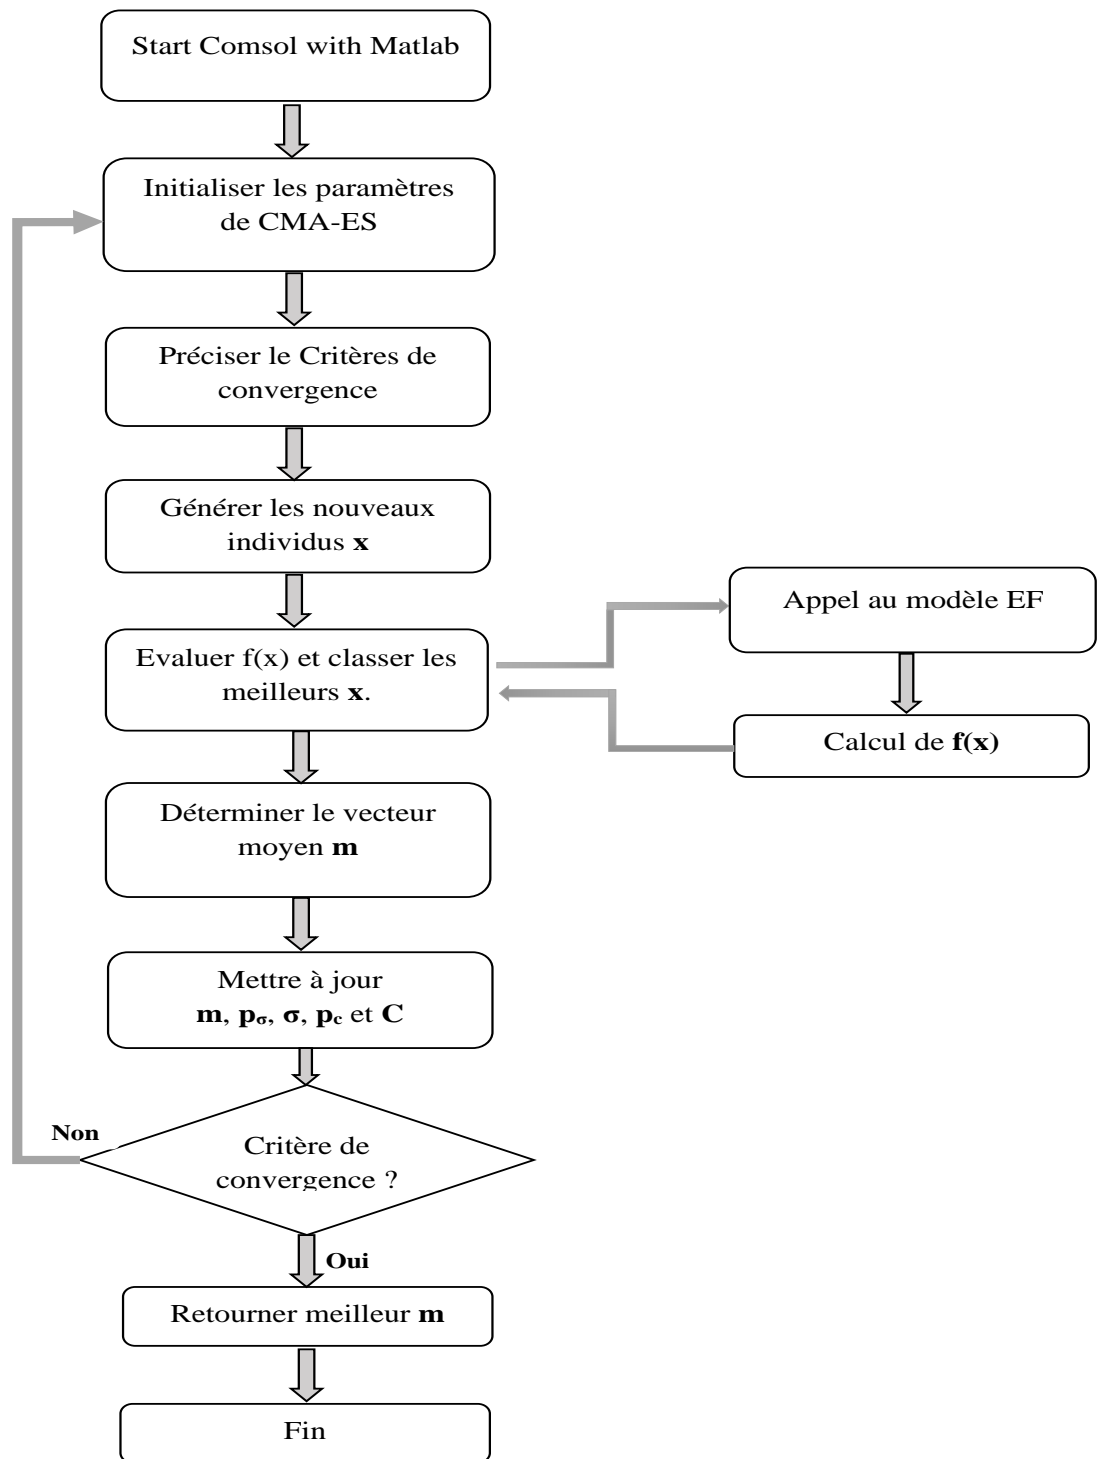 Start Comsol with Matlab
Initialiser les paramètres
de CMA-ES
Préciser le Critères de
convergence
Générer les nouveaux
individus x
Evaluer f(x) et classer les
meilleurs x.
Appel au modèle EF
Calcul de f(x)
Déterminer le vecteur
moyen m
Mettre à jour
m, pσ, σ, pc et C
Non
Critère de
convergence ?
Oui
Retourner meilleur m
Fin